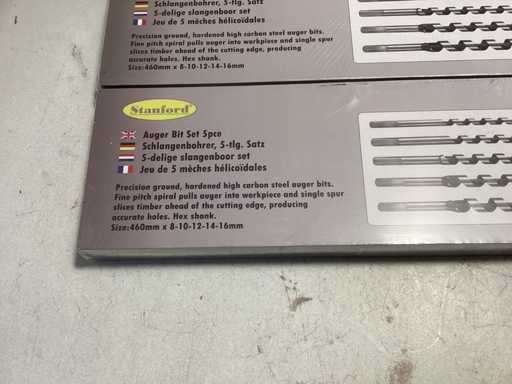 Schlangenbohrer, 5-tlg. Satz
5-delige slangenboor set
Jeu de 5 mèches hélicoïdales
Precision ground, hardened high carbon steel auger bits.
Fine pitch spiral pulls auger into workpiece and single spur
slices timber ahead of the cutting edge, producing
accurate holes. Hex shank.
Size:460mm x 8-10-12-14-16mm
Stanford®
Auger Bit Set 5pce
Schlangenbohrer, 5-tlg. Satz
5-delige slangenboor set
Jeu de 5 mèches hélicoïdales
Precision ground, hardened high carbon steel auger bits.
Fine pitch spiral pulls auger into workpiece and single spur
slices timber ahead of the cutting edge, producing
accurate holes. Hex shank.
Size:460mm x 8-10-12-14-16mm